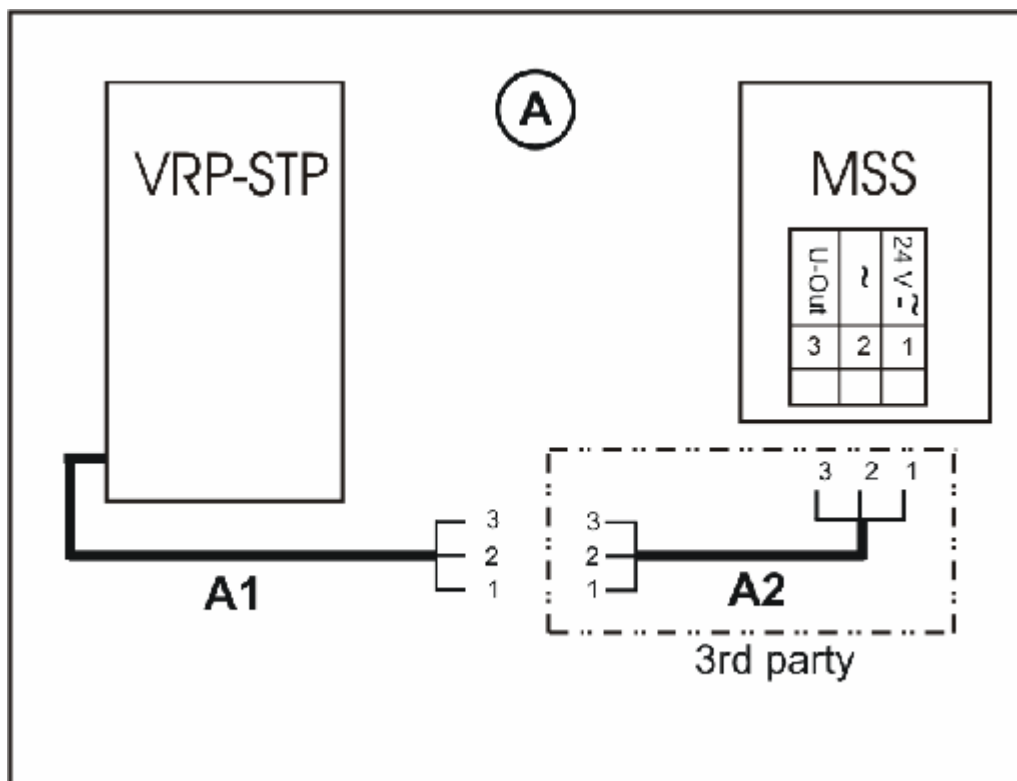 A
VRP-STP
MSS
U-Out
~
24 V ≂
3 2 1
3 2 1
3
2
1
3
2
1
A1
A2
3rd party